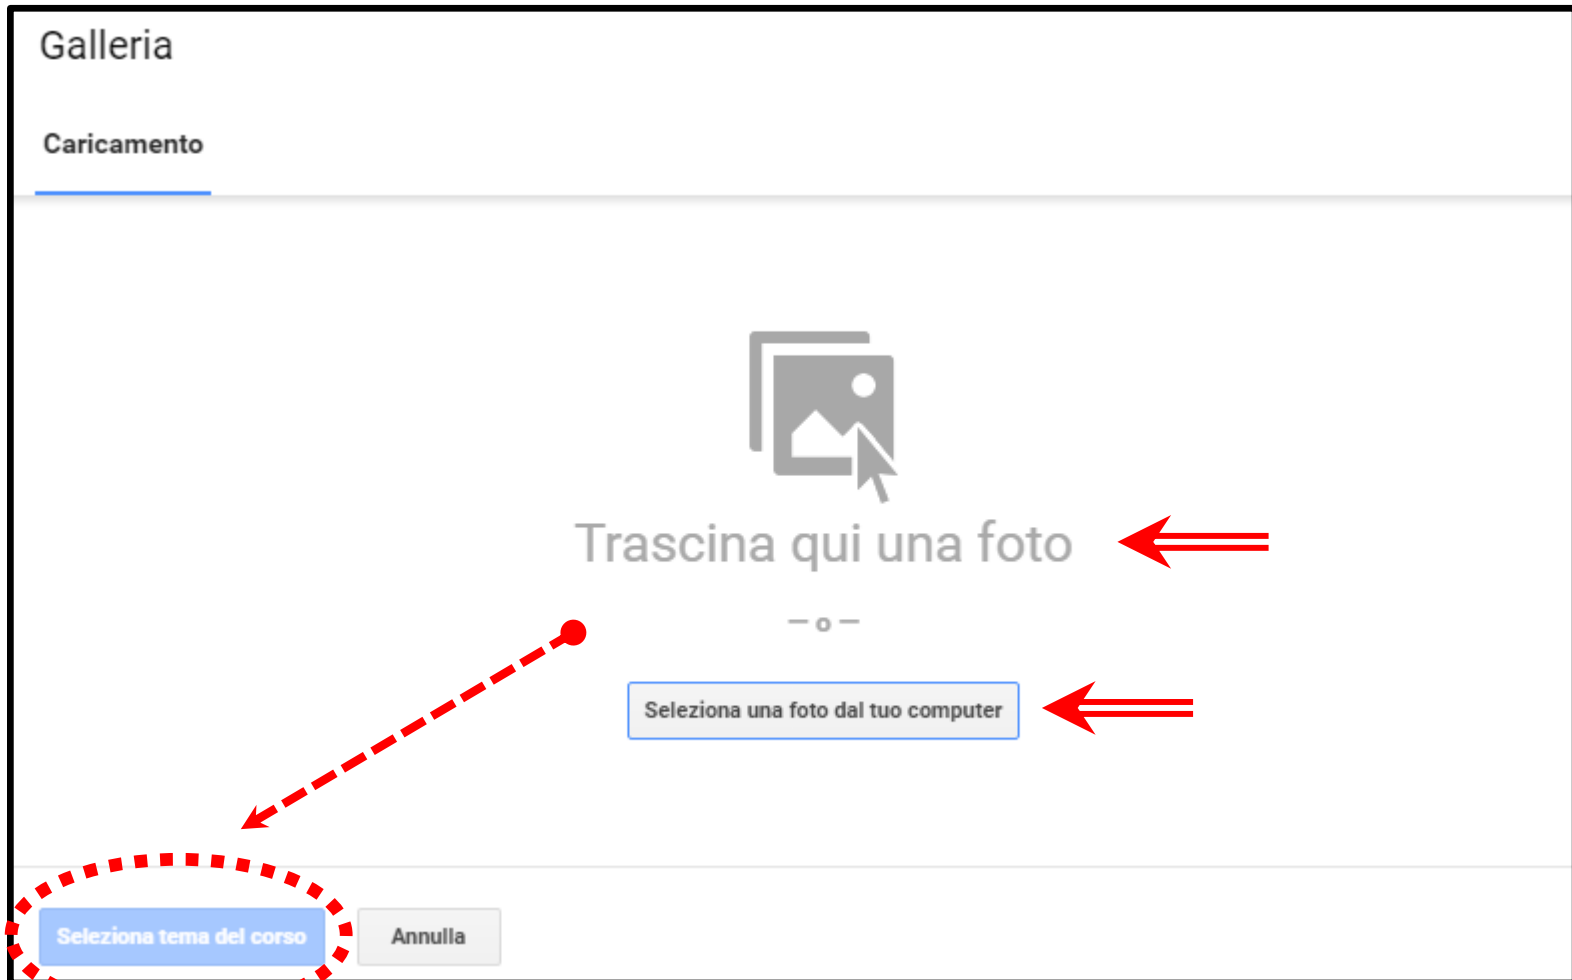 Galleria
Caricamento
Trascina qui una foto
– o –
Seleziona una foto dal tuo computer
Seleziona tema del corso
Annulla